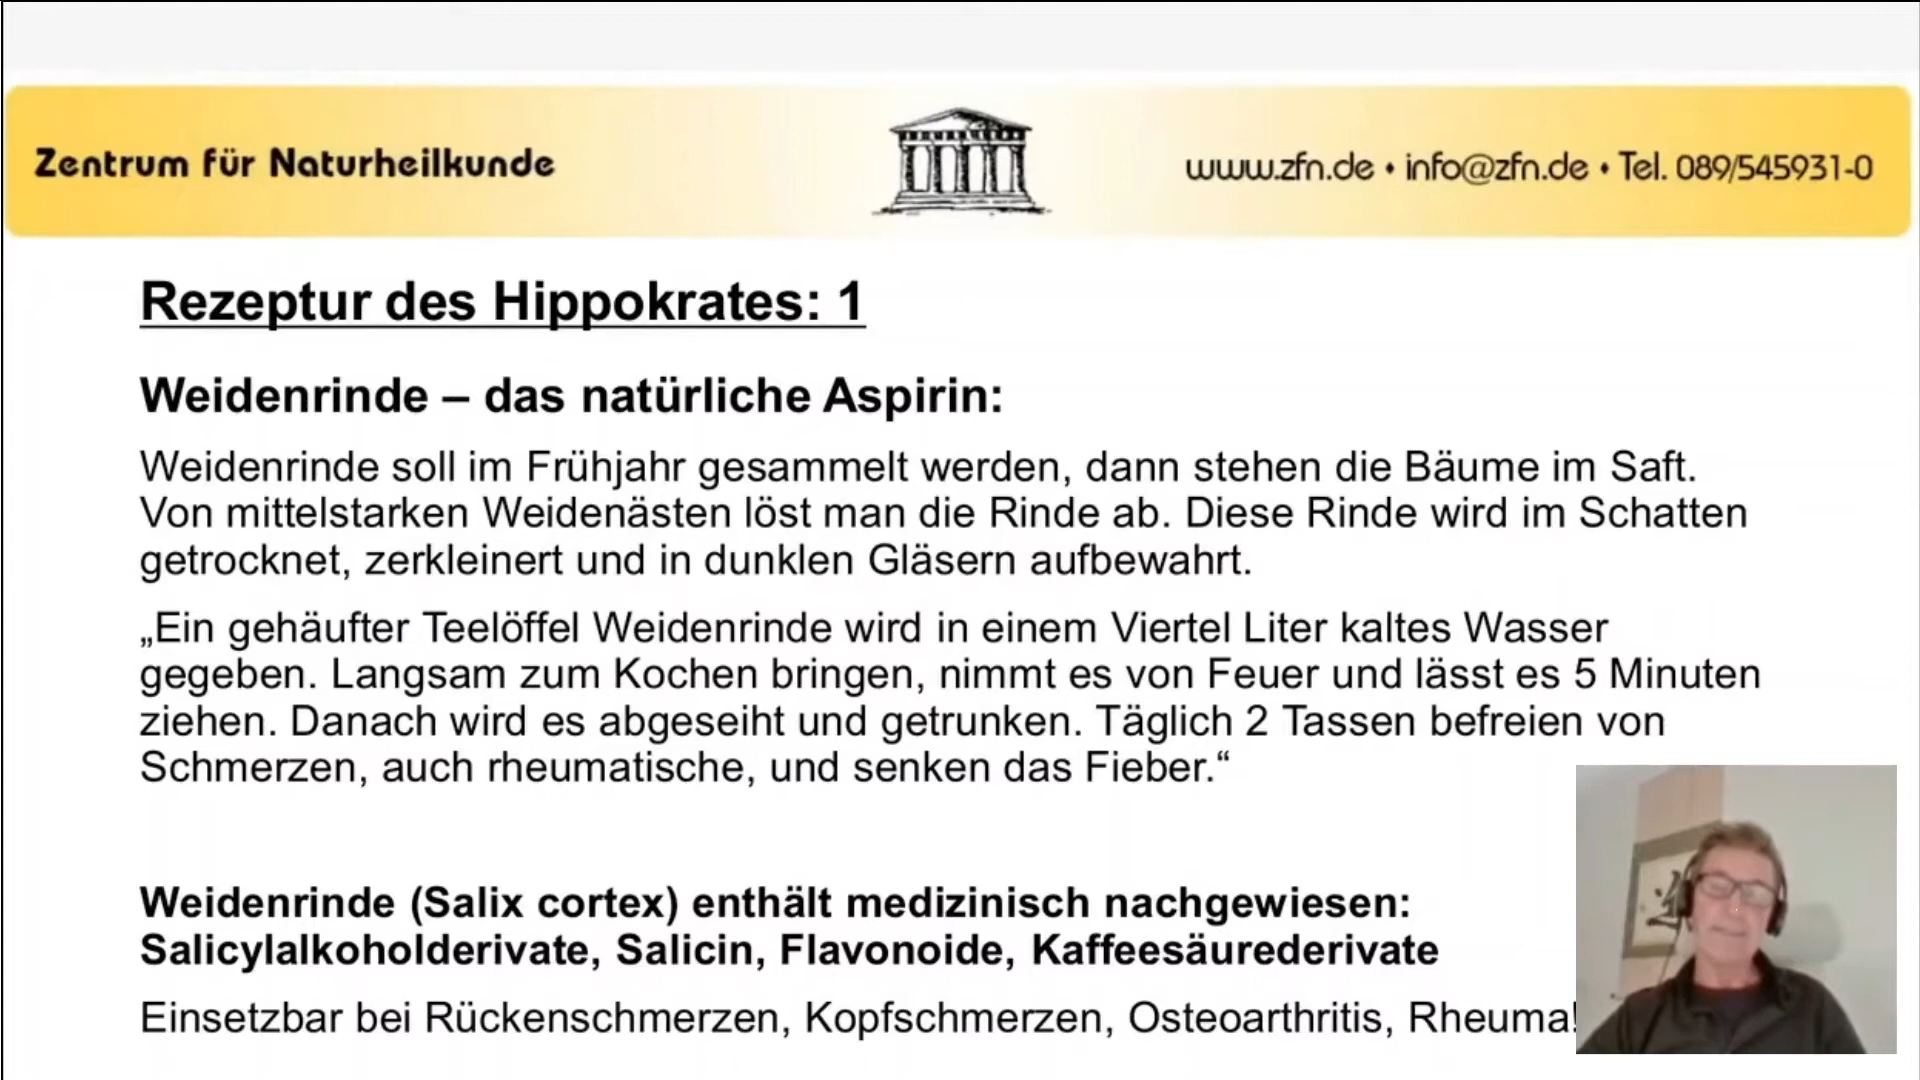 Zentrum für Naturheilkunde
www.zfn.de • info@zfn.de • Tel. 089/545931-0
Rezeptur des Hippokrates: 1
Weidenrinde – das natürliche Aspirin:
Weidenrinde soll im Frühjahr gesammelt werden, dann stehen die Bäume im Saft.
Von mittelstarken Weidenästen löst man die Rinde ab. Diese Rinde wird im Schatten
getrocknet, zerkleinert und in dunklen Gläsern aufbewahrt.
„Ein gehäufter Teelöffel Weidenrinde wird in einem Viertel Liter kaltes Wasser
gegeben. Langsam zum Kochen bringen, nimmt es von Feuer und lässt es 5 Minuten
ziehen. Danach wird es abgeseiht und getrunken. Täglich 2 Tassen befreien von
Schmerzen, auch rheumatische, und senken das Fieber.“
Weidenrinde (Salix cortex) enthält medizinisch nachgewiesen:
Salicylalkoholderivate, Salicin, Flavonoide, Kaffeesäurederivate
Einsetzbar bei Rückenschmerzen, Kopfschmerzen, Osteoarthritis, Rheuma!